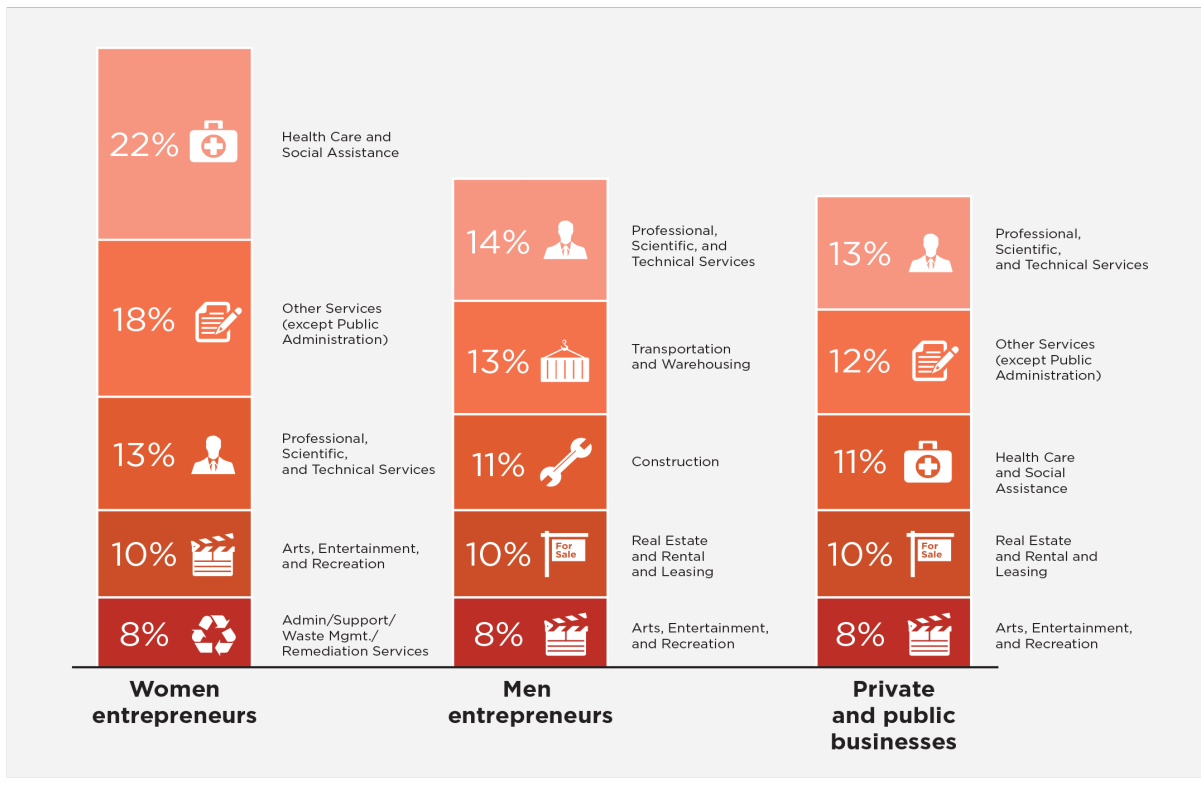 22%
Health Care and
Social Assistance
18%
Other Services
(except Public
Administration)
13%
Professional,
Scientific,
and Technical Services
10%
Arts, Entertainment,
and Recreation
8%
Admin/Support/
Waste Mgmt./
Remediation Services
Women
entrepreneurs
14%
Professional,
Scientific, and
Technical Services
13%
Transportation
and Warehousing
11%
Construction
10%
For
Sale
Real Estate
and Rental
and Leasing
8%
Arts, Entertainment,
and Recreation
Men
entrepreneurs
13%
Professional,
Scientific,
and Technical Services
12%
Other Services
(except Public
Administration)
11%
Health Care
and Social
Assistance
10%
For
Sale
Real Estate
and Rental and
Leasing
8%
Arts, Entertainment,
and Recreation
Private
and public
businesses